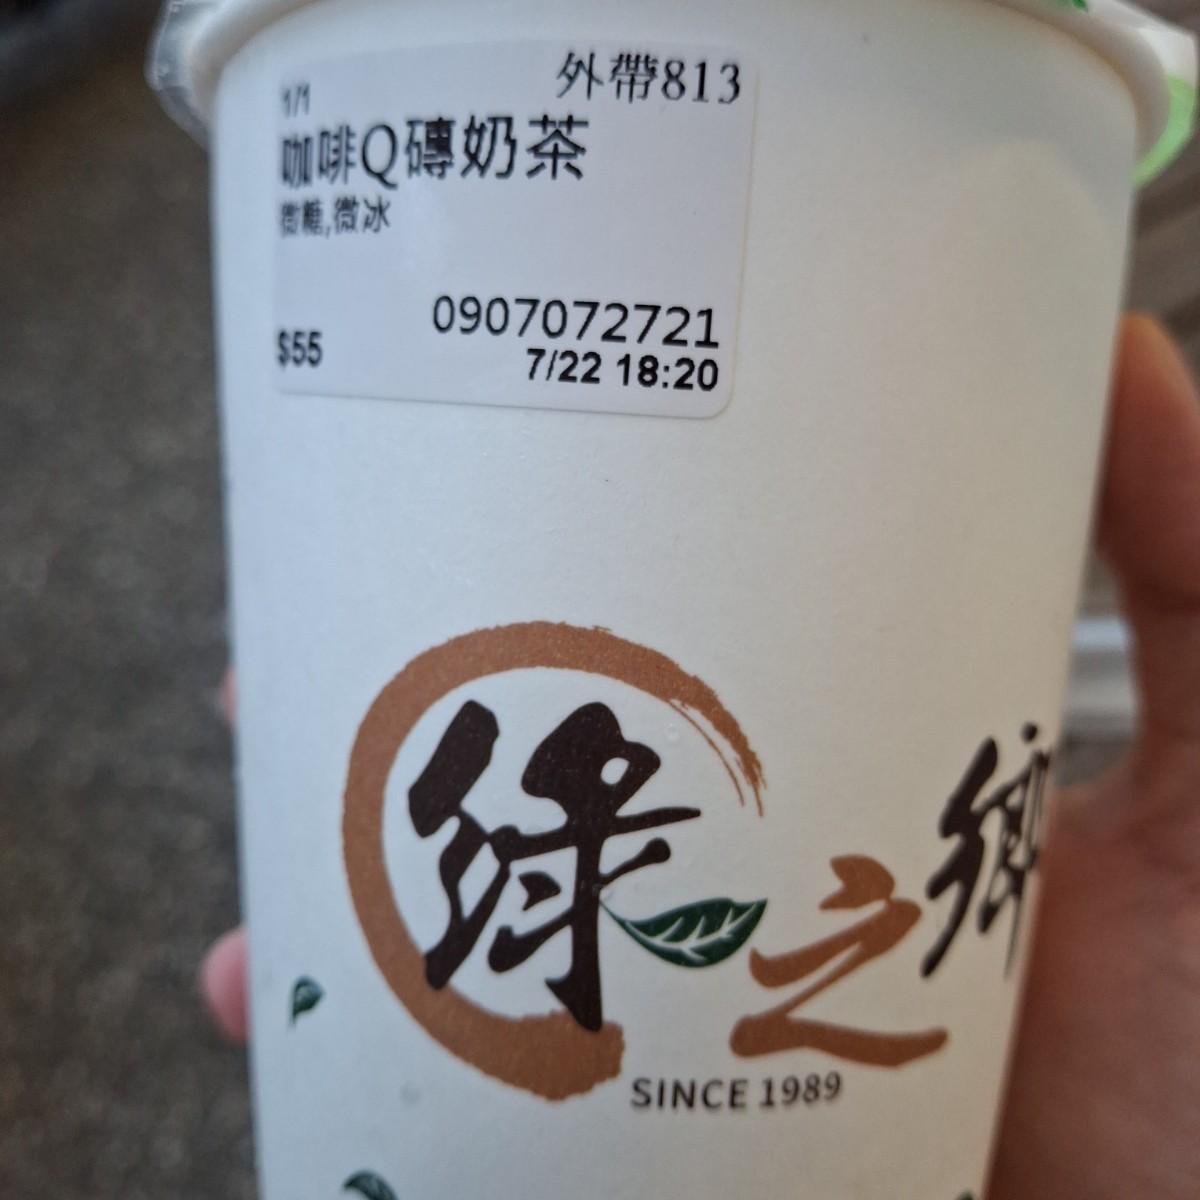 外帶813
1/1
咖啡Q磚奶茶
微糖,微冰
0907072721
$55
7/22 18:20
綠之鄉
SINCE 1989